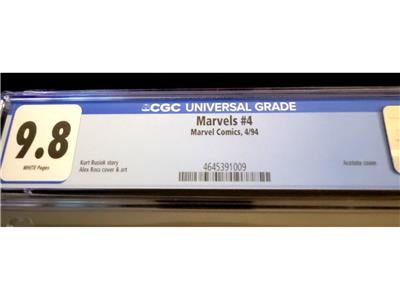 CGC UNIVERSAL GRADE
9.8
WHITE Pages
Marvels #4
Marvel Comics, 4/94
Kurt Busiek story
Alex Ross cover & art
Acetate cover.
4645391009